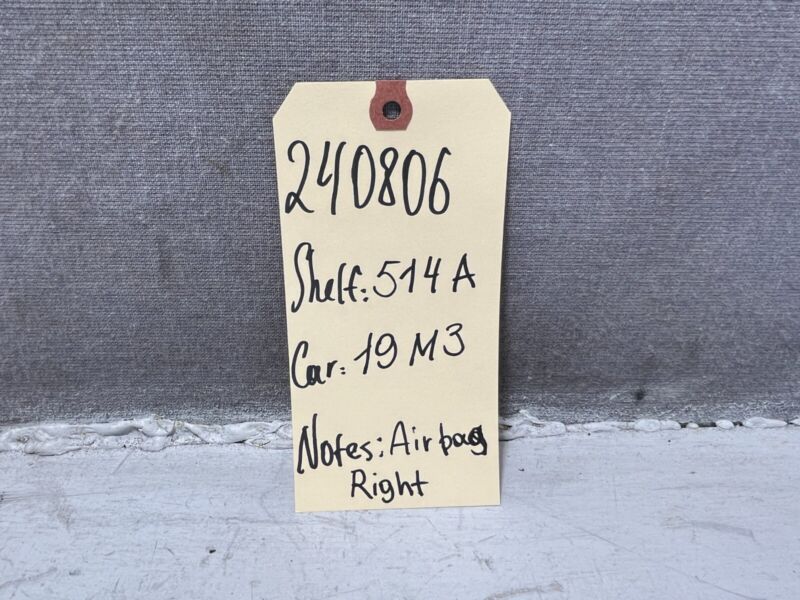 240806
Shelf: 514 A
Car: 19 M3
Notes: Airbag
Right